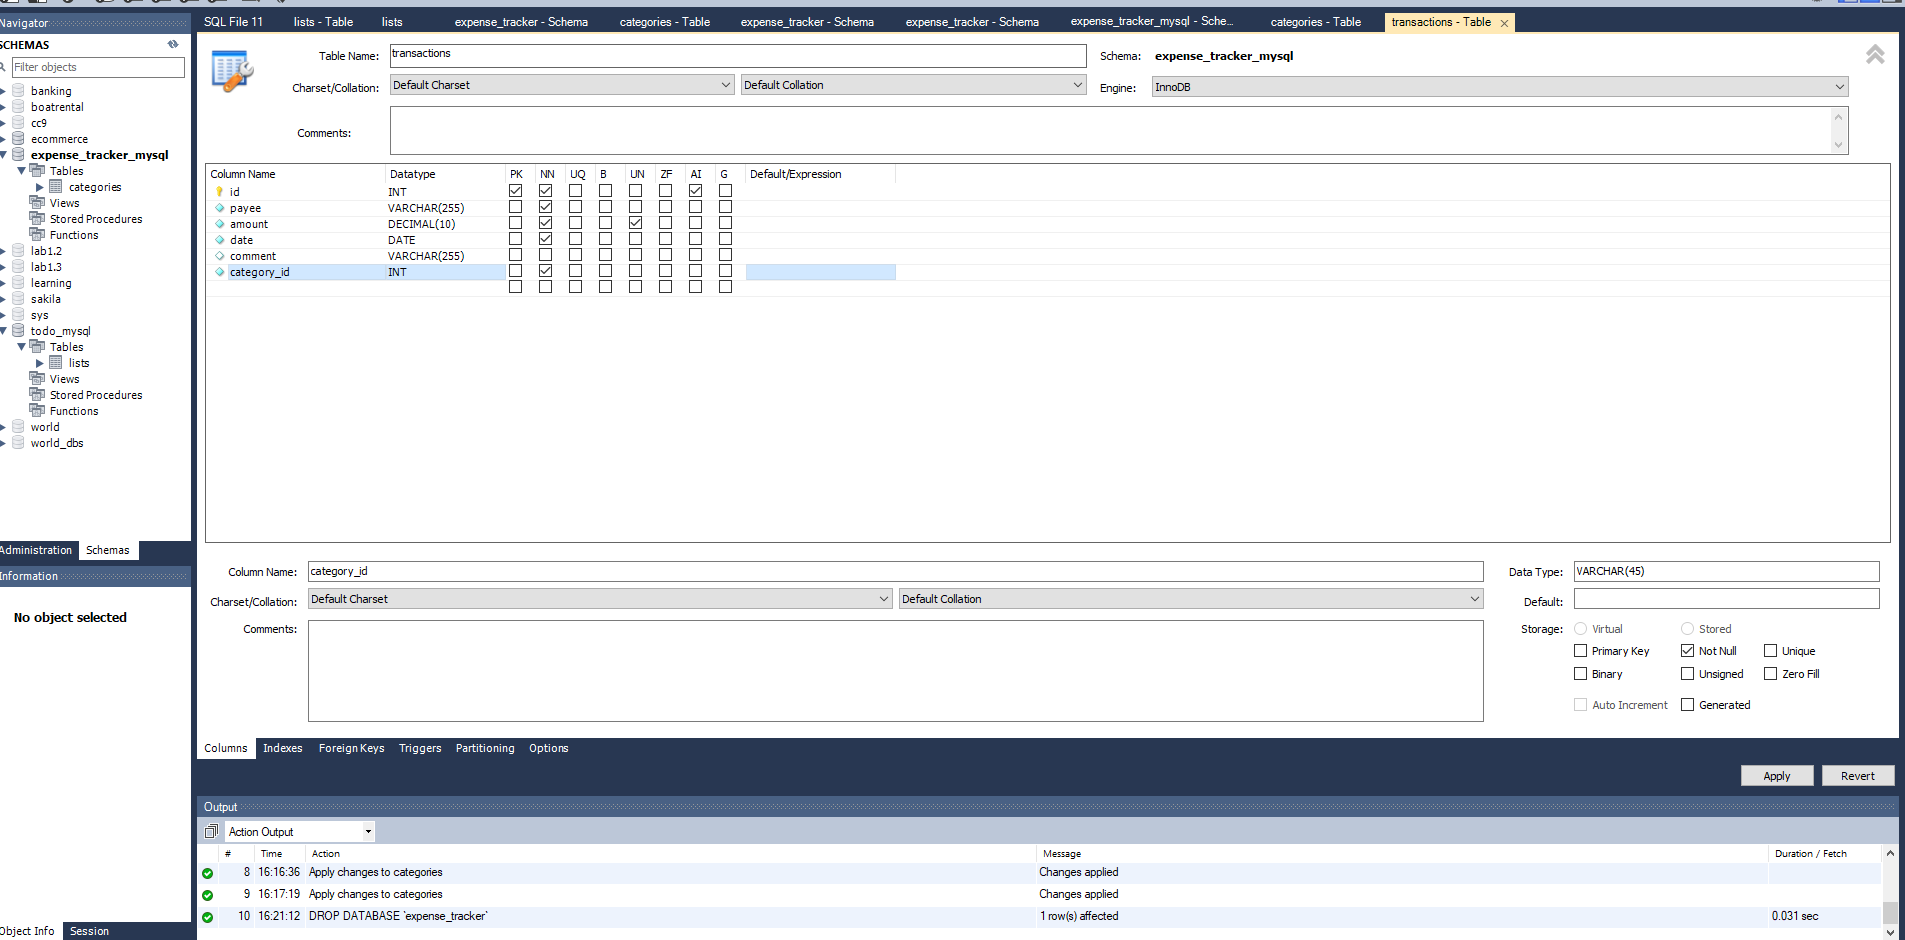 Navigator
SCHEMAS
Filter objects
banking
boatrental
cc9
ecommerce
expense_tracker_mysql
Tables
categories
Views
Stored Procedures
Functions
lab1.2
lab1.3
learning
sakila
sys
todo_mysql
Tables
lists
Views
Stored Procedures
Functions
world
world_dbs
Administration Schemas
Information
No object selected
Object Info Session
SQL File 11 lists - Table lists expense_tracker - Schema categories - Table expense_tracker - Schema expense_tracker - Schema expense_tracker_mysql - Sche... categories - Table transactions - Table
Table Name: transactions Schema: expense_tracker_mysql
Charset/Collation: Default Charset Default Collation Engine: InnoDB
Comments:
Column Name Datatype PK NN UQ B UN ZF AI G Default/Expression
id INT
payee VARCHAR(255)
amount DECIMAL(10)
date DATE
comment VARCHAR(255)
category_id INT
Column Name: category_id Data Type: VARCHAR(45)
Charset/Collation: Default Charset Default Collation Default:
Comments: Storage: Virtual Stored
Primary Key Not Null Unique
Binary Unsigned Zero Fill
Auto Increment Generated
Columns Indexes Foreign Keys Triggers Partitioning Options
Apply Revert
Output
Action Output
# Time Action Message Duration / Fetch
8 16:16:36 Apply changes to categories Changes applied
9 16:17:19 Apply changes to categories Changes applied
10 16:21:12 DROP DATABASE `expense_tracker` 1 row(s) affected 0.031 sec